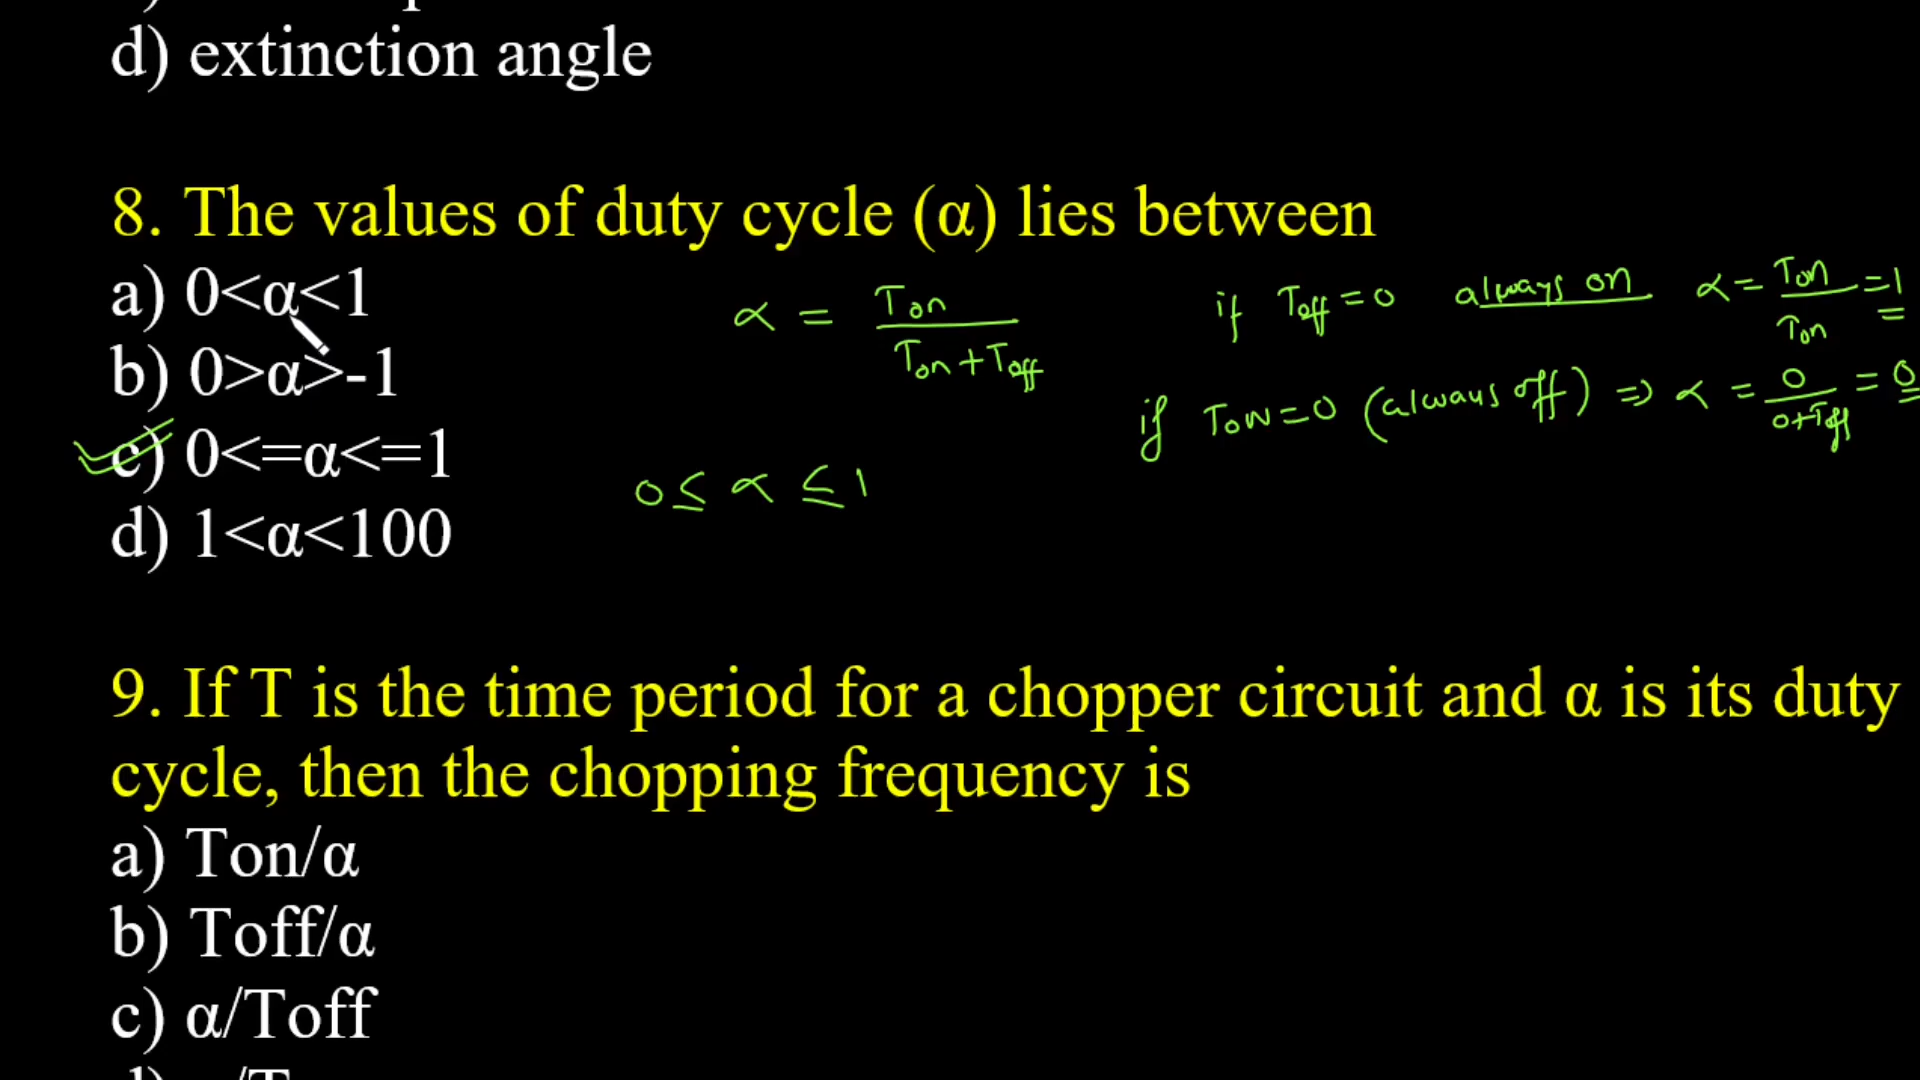 d) extinction angle
8. The values of duty cycle (α) lies between
a) 0<α<1
b) 0>α>-1
c) 0<=α<=1
d) 1<α<100
α = Ton / Ton + Toff
if Toff = 0 always on α = Ton / Ton = 1
if Ton = 0 (always off) ⇒ α = 0 / 0+Toff = 0
0 ≤ α ≤ 1
9. If T is the time period for a chopper circuit and α is its duty
cycle, then the chopping frequency is
a) Ton/α
b) Toff/α
c) α/Toff